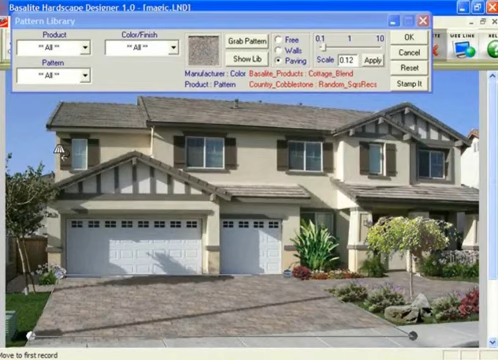 Basalite Hardscape Designer 1.0 - [magic.LND]
Pattern Library
Product
** All **
Color/Finish
** All **
Pattern
** All **
Grab Pattern
Show Lib
Free
Walls
Paving
0.1 1 10
Scale 0.12 Apply
OK
Cancel
Reset
Stamp It
Manufacturer : Color Basalite_Products : Cottage_Blend
Product : Pattern Country_Cobblestone : Random_SqrsRecs
WEB LINK
Move to first record